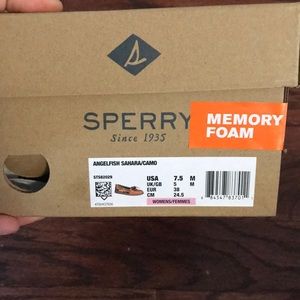 SPERRY
Since 1935
MEMORY
FOAM
ANGELFISH SAHARA/CAMO
STS82029
USA 7.5 M
UK/GB 5 M
EUR 38
CM 24.5
WOMENS/FEMMES